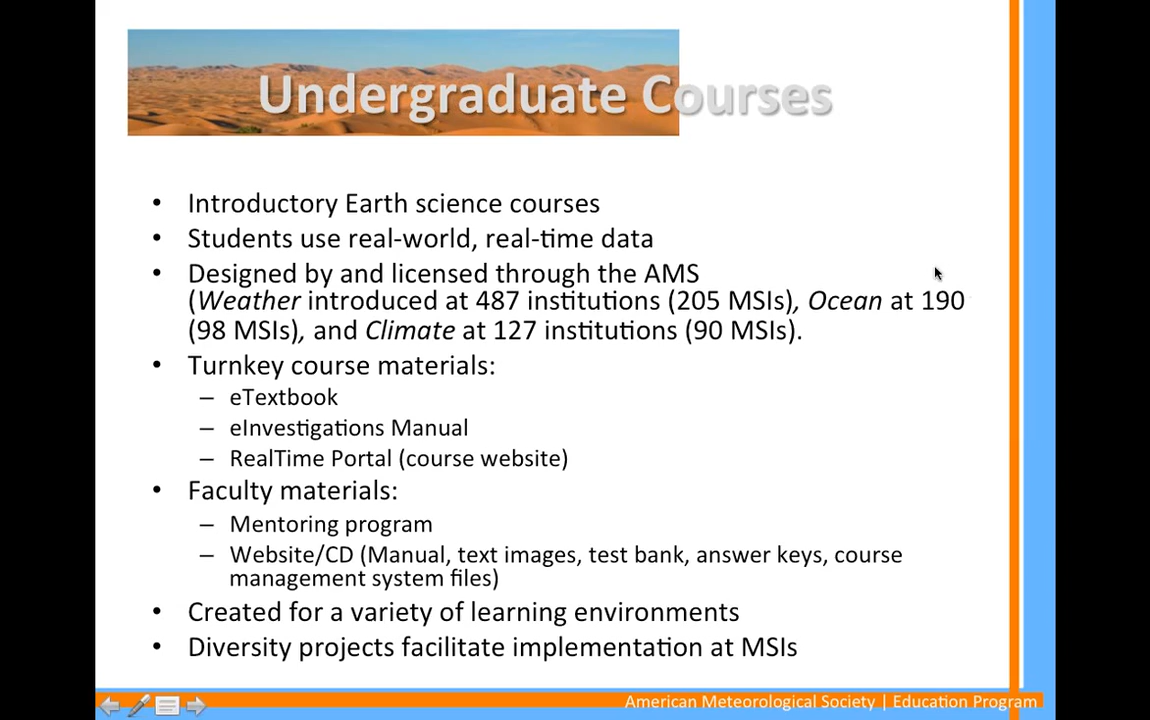 Undergraduate Courses
• Introductory Earth science courses
• Students use real-world, real-time data
• Designed by and licensed through the AMS
(Weather introduced at 487 institutions (205 MSIs), Ocean at 190
(98 MSIs), and Climate at 127 institutions (90 MSIs).
• Turnkey course materials:
– eTextbook
– eInvestigations Manual
– RealTime Portal (course website)
• Faculty materials:
– Mentoring program
– Website/CD (Manual, text images, test bank, answer keys, course
management system files)
• Created for a variety of learning environments
• Diversity projects facilitate implementation at MSIs
American Meteorological Society | Education Program